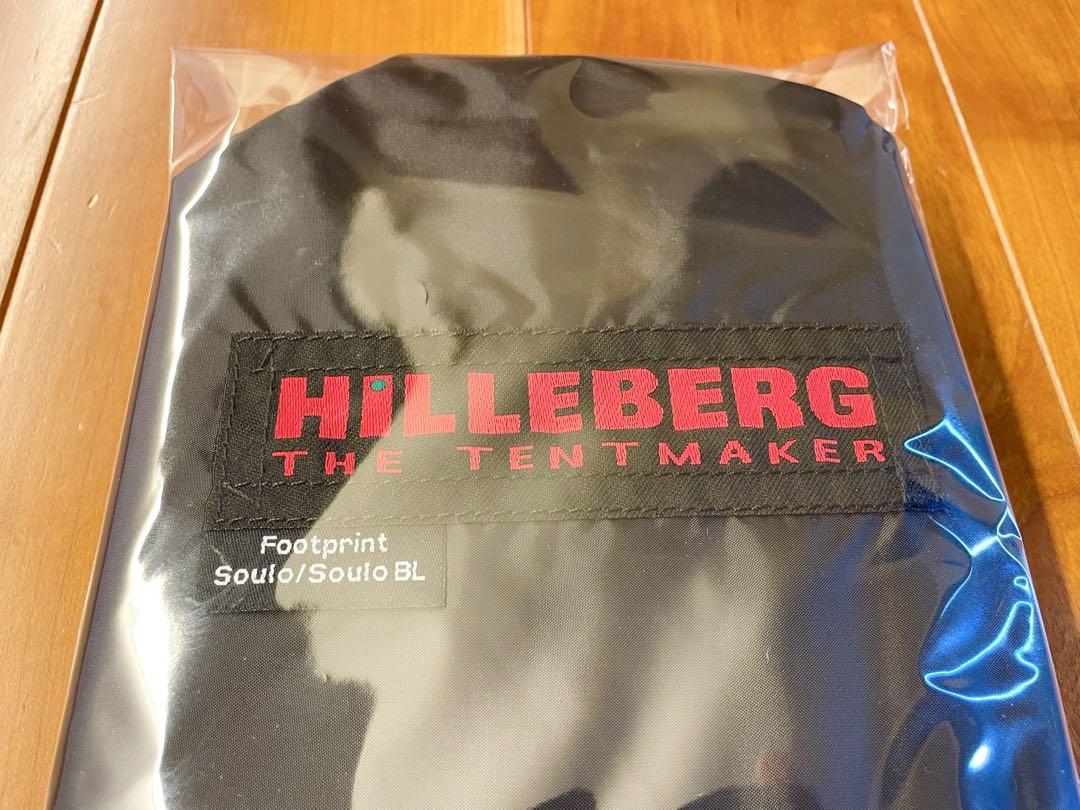 HiLLEBERG
THE TENTMAKER
Footprint
Soulo/Soulo BL